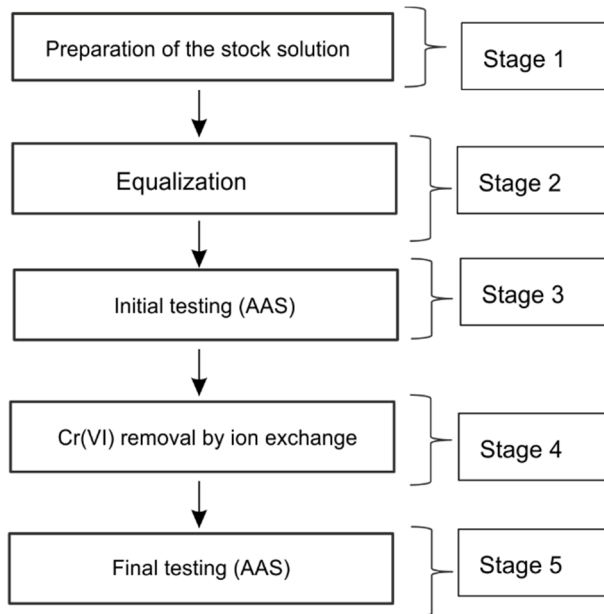 Preparation of the stock solution
Stage 1
Equalization
Stage 2
Initial testing (AAS)
Stage 3
Cr(VI) removal by ion exchange
Stage 4
Final testing (AAS)
Stage 5